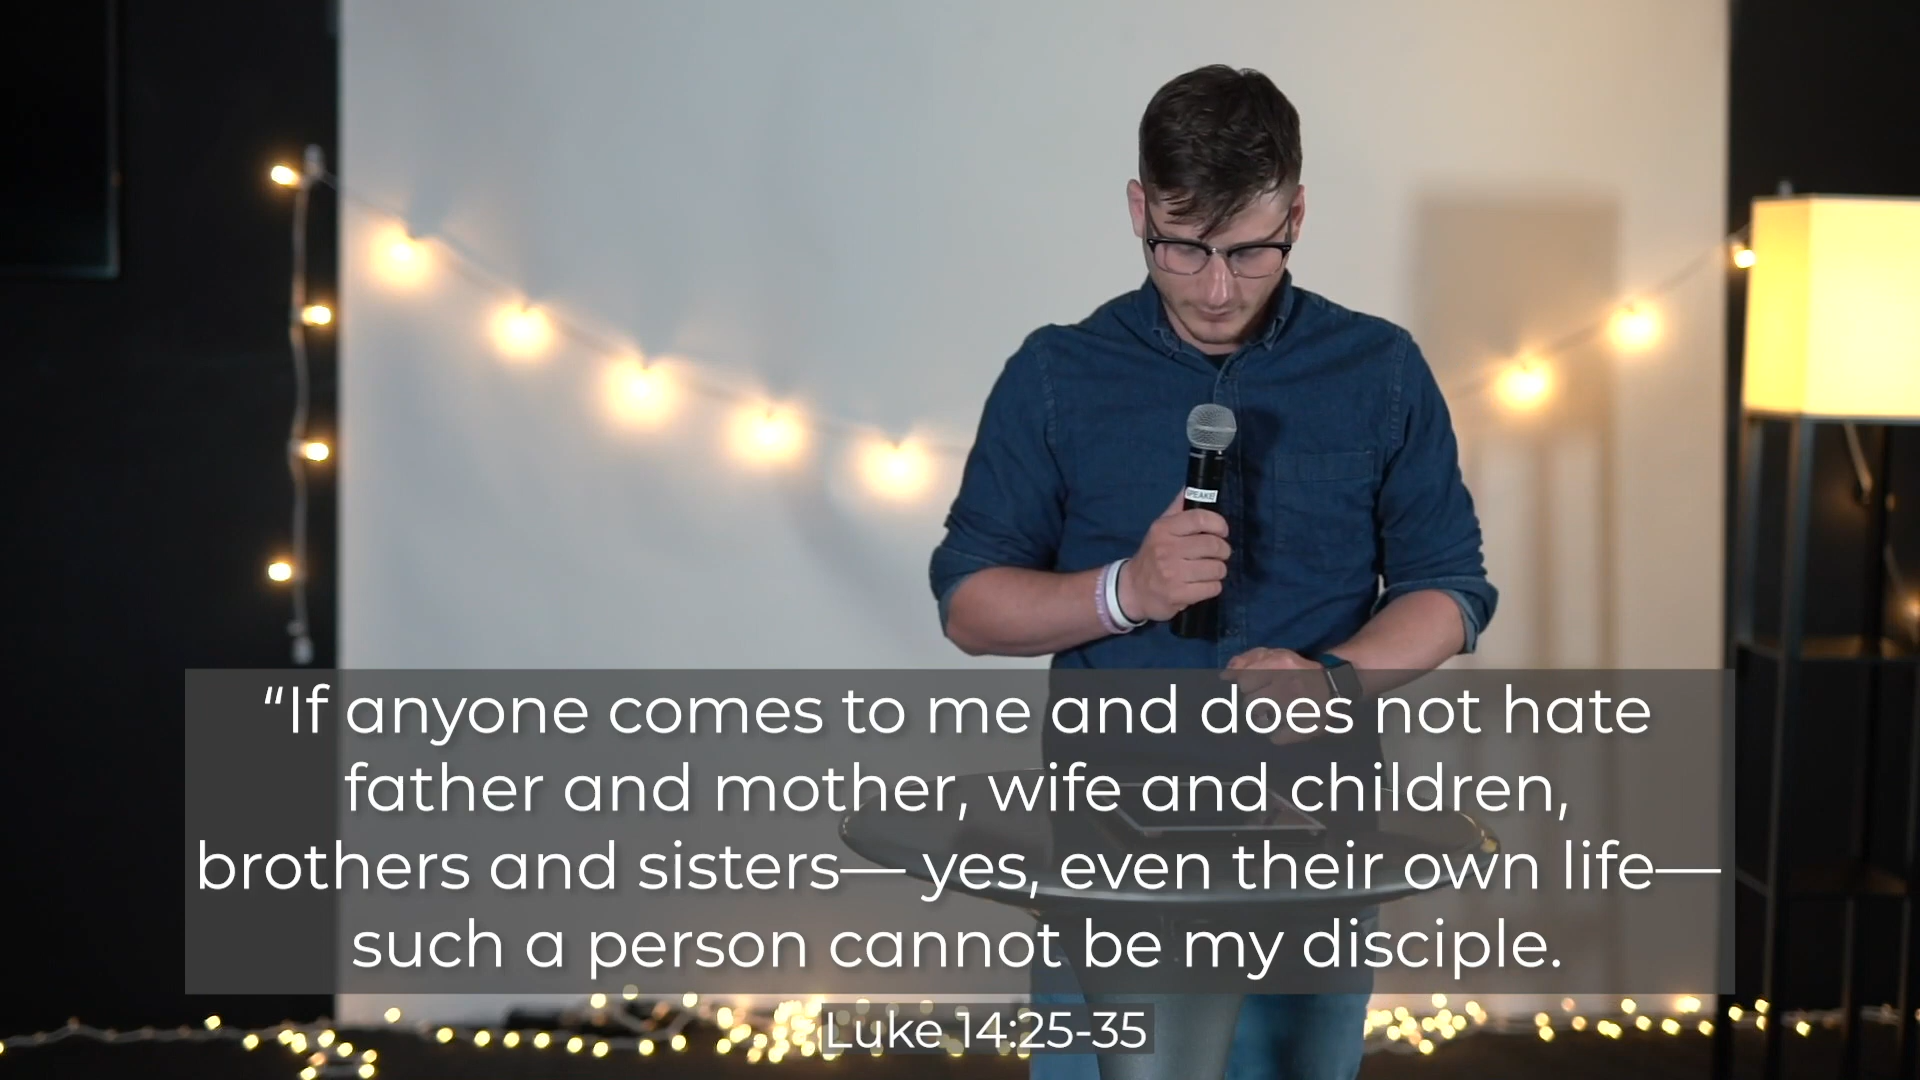 SPEAKER
“If anyone comes to me and does not hate
father and mother, wife and children,
brothers and sisters— yes, even their own life—
such a person cannot be my disciple.
Luke 14:25-35